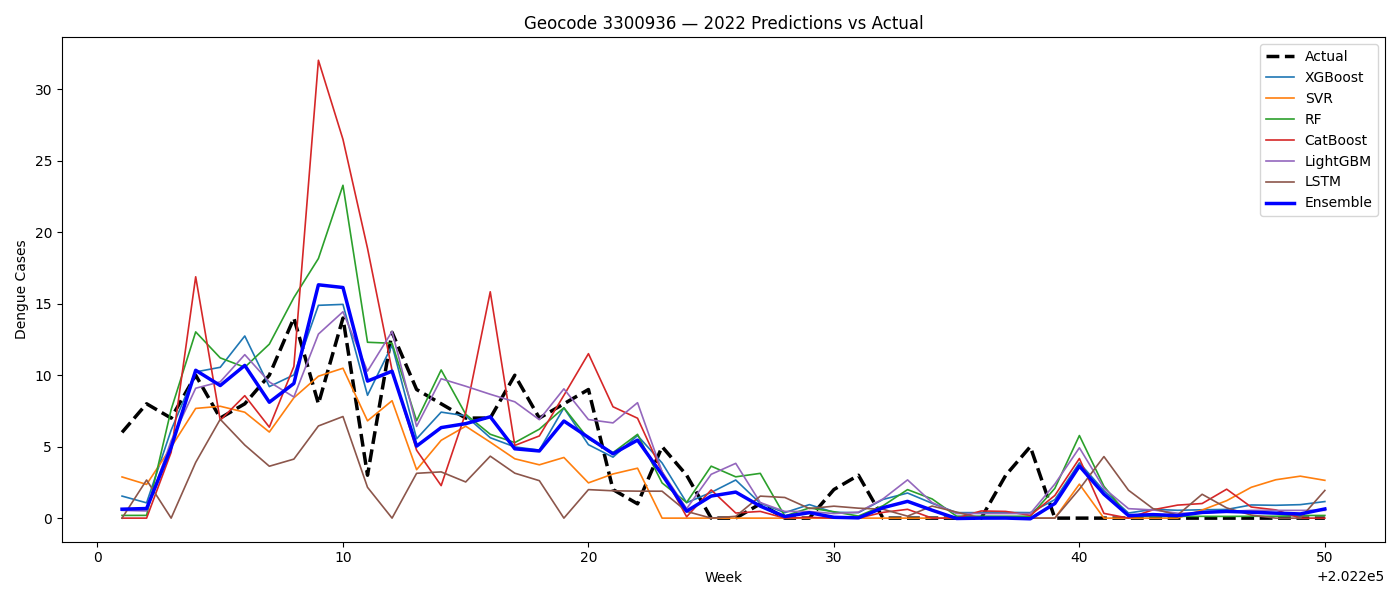 Geocode 3300936 — 2022 Predictions vs Actual
Dengue Cases
30
25
20
15
10
5
0
Actual
XGBoost
SVR
RF
CatBoost
LightGBM
LSTM
Ensemble
0 10 20 30 40 50
Week
+2.022e5